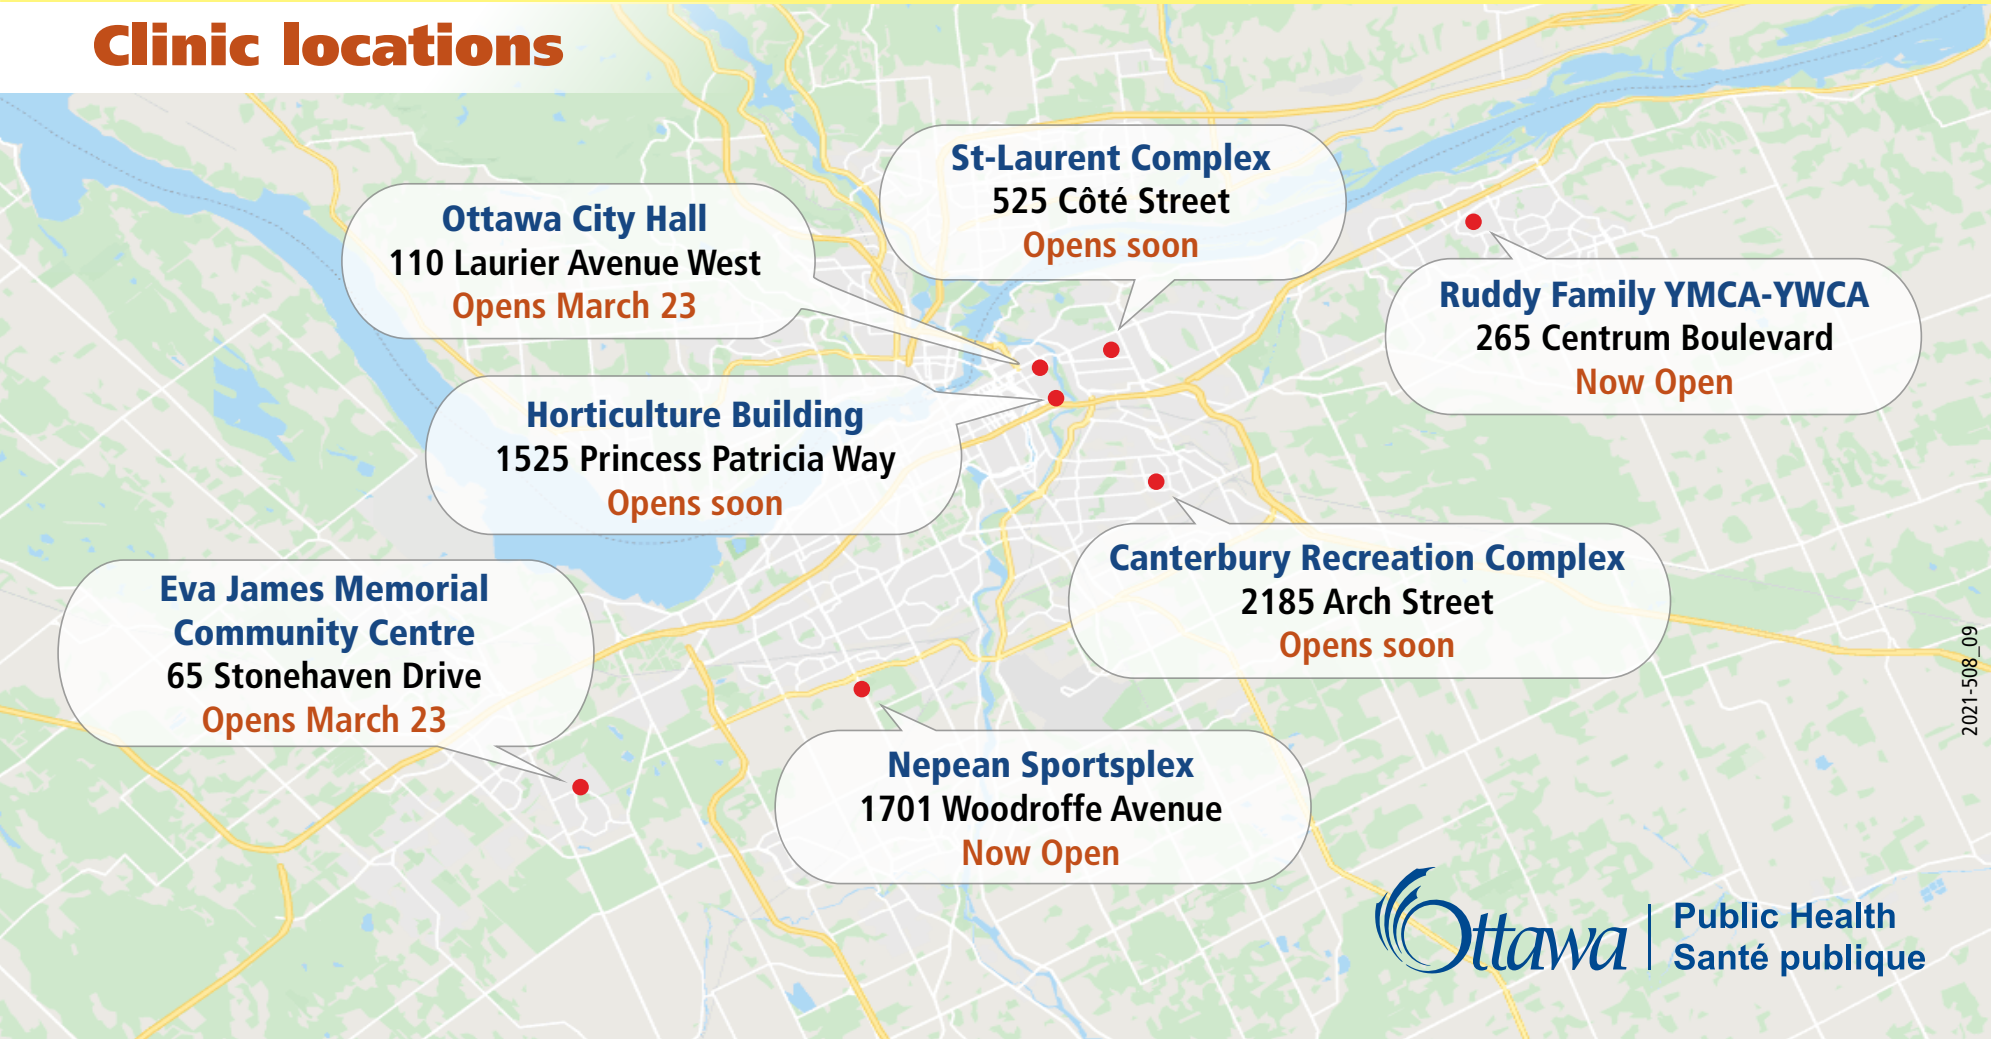 Clinic locations
St-Laurent Complex
525 Côté Street
Opens soon
Ottawa City Hall
110 Laurier Avenue West
Opens March 23
Ruddy Family YMCA-YWCA
265 Centrum Boulevard
Now Open
Horticulture Building
1525 Princess Patricia Way
Opens soon
Canterbury Recreation Complex
2185 Arch Street
Opens soon
Eva James Memorial
Community Centre
65 Stonehaven Drive
Opens March 23
Nepean Sportsplex
1701 Woodroffe Avenue
Now Open
2021-508_09
Ottawa
Public Health
Santé publique